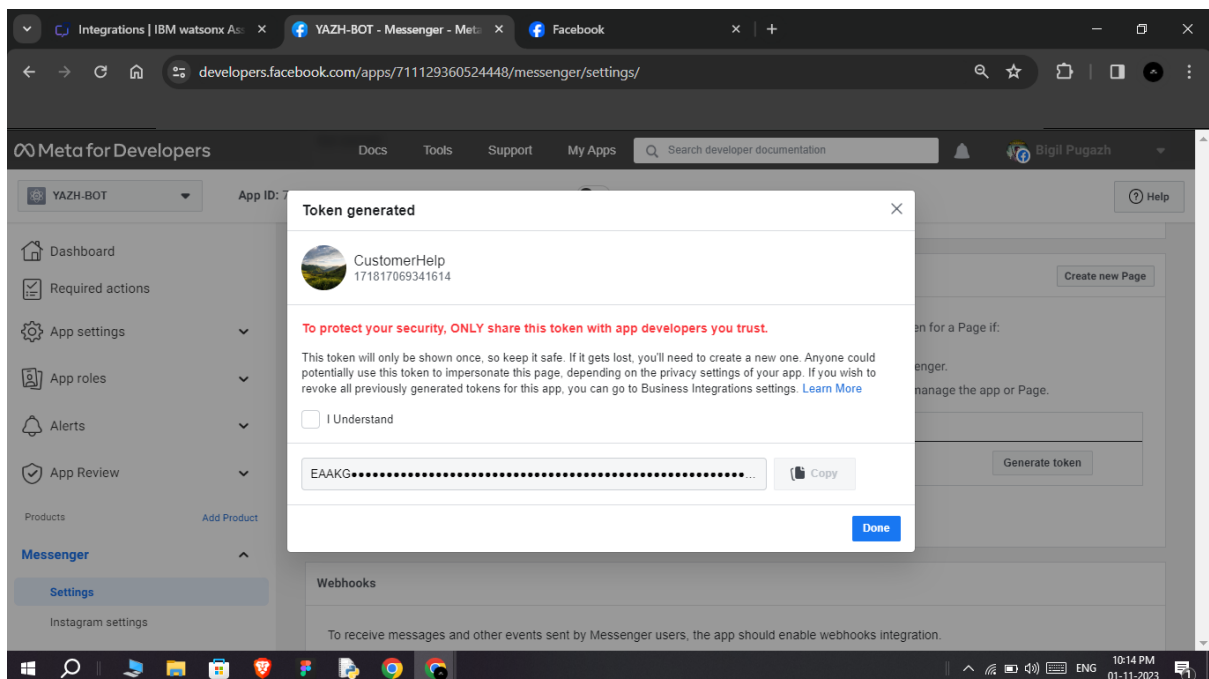 Integrations | IBM watsonx Ass
YAZH-BOT - Messenger - Meta
Facebook
developers.facebook.com/apps/711129360524448/messenger/settings/
Meta for Developers
Docs
Tools
Support
My Apps
Search developer documentation
Bigil Pugazh
YAZH-BOT
App ID: 7
Help
Token generated
CustomerHelp
171817069341614
Create new Page
Dashboard
Required actions
App settings
App roles
Alerts
App Review
Products
Add Product
Messenger
Settings
Instagram settings
To protect your security, ONLY share this token with app developers you trust.
This token will only be shown once, so keep it safe. If it gets lost, you'll need to create a new one. Anyone could
potentially use this token to impersonate this page, depending on the privacy settings of your app. If you wish to
revoke all previously generated tokens for this app, you can go to Business Integrations settings. Learn More
I Understand
en for a Page if:
enger.
manage the app or Page.
EAAKG••••••••••••••••••••••••••••••••••••••••••••••••••••••••...
Copy
Generate token
Done
Webhooks
To receive messages and other events sent by Messenger users, the app should enable webhooks integration.
ENG
10:14 PM
01-11-2023